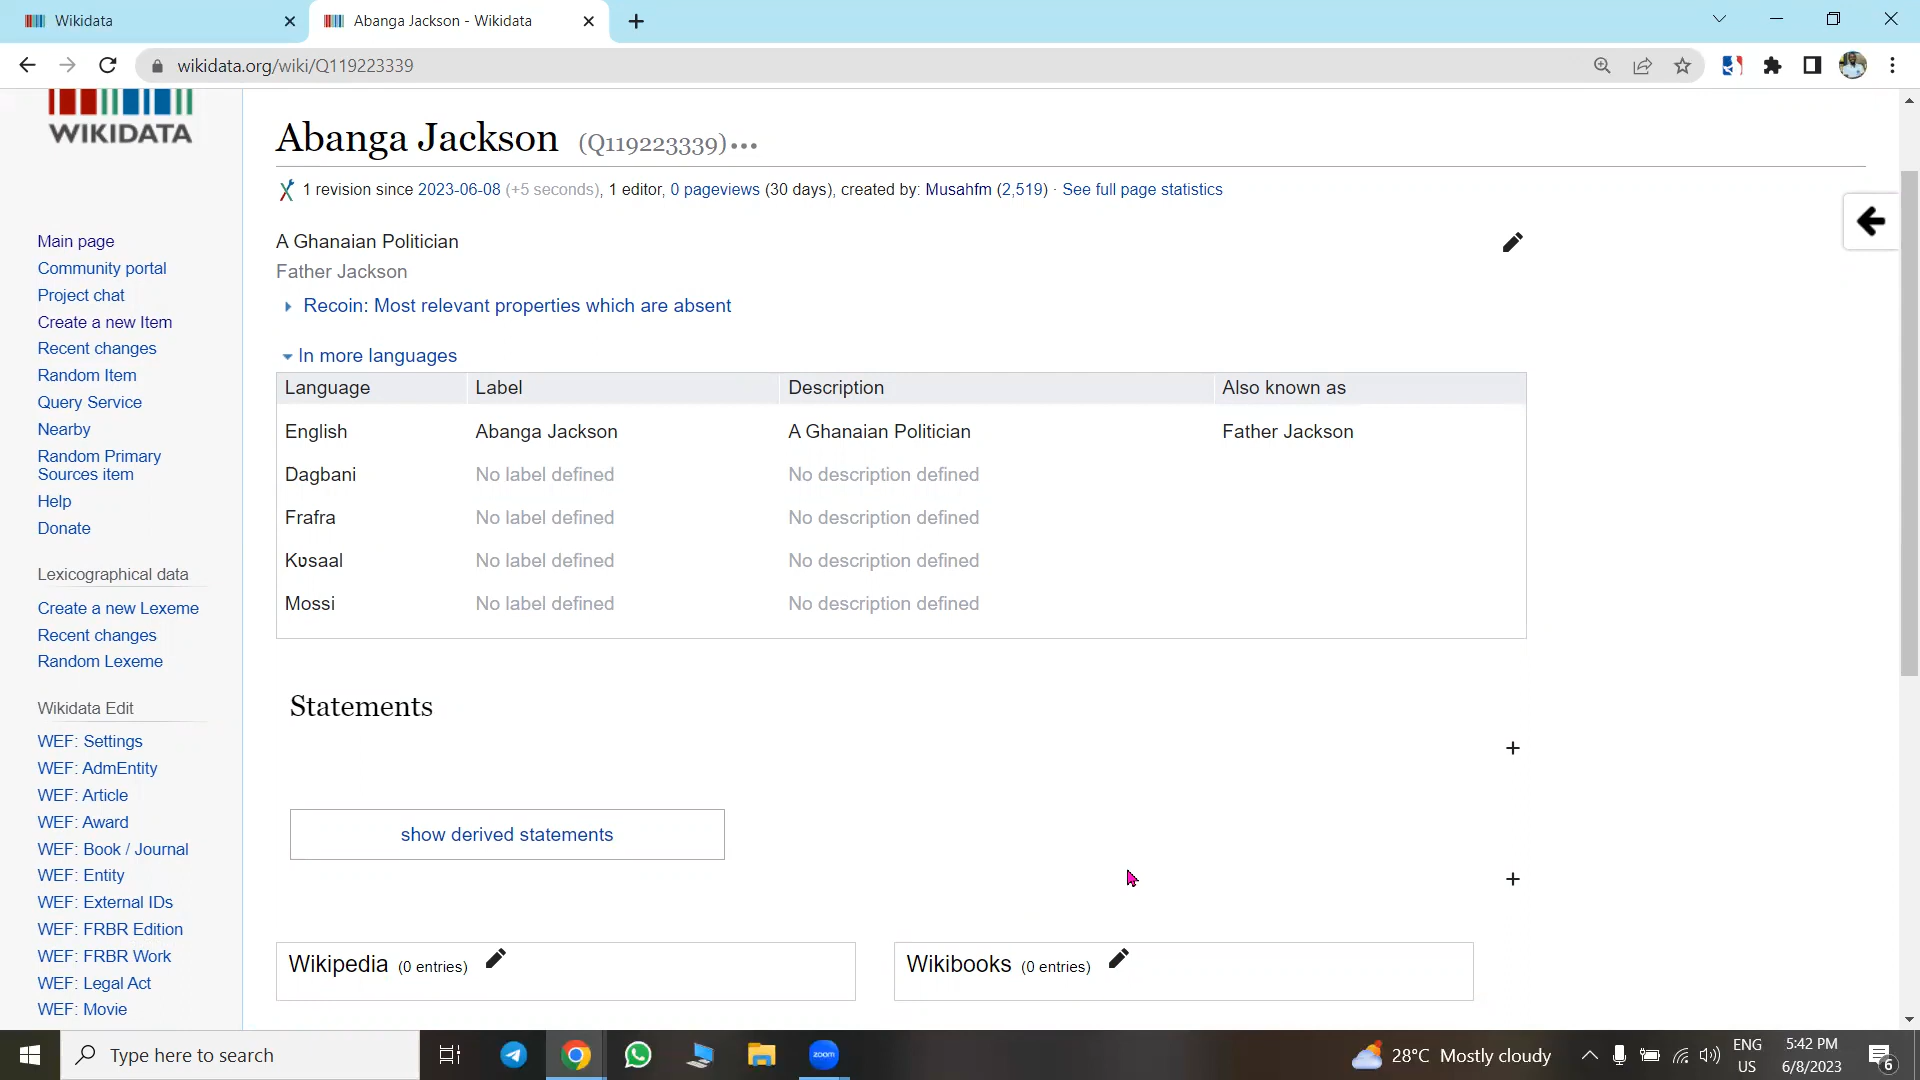 Wikidata
Abanga Jackson - Wikidata
wikidata.org/wiki/Q119223339
WIKIDATA
Main page
Community portal
Project chat
Create a new Item
Recent changes
Random Item
Query Service
Nearby
Random Primary
Sources item
Help
Donate
Lexicographical data
Create a new Lexeme
Recent changes
Random Lexeme
Wikidata Edit
WEF: Settings
WEF: AdmEntity
WEF: Article
WEF: Award
WEF: Book / Journal
WEF: Entity
WEF: External IDs
WEF: FRBR Edition
WEF: FRBR Work
WEF: Legal Act
WEF: Movie
Abanga Jackson (Q119223339)
1 revision since 2023-06-08 (+5 seconds), 1 editor, 0 pageviews (30 days), created by: Musahfm (2,519) · See full page statistics
A Ghanaian Politician
Father Jackson
Recoin: Most relevant properties which are absent
In more languages
Language Label Description Also known as
English Abanga Jackson A Ghanaian Politician Father Jackson
Dagbani No label defined No description defined
Frafra No label defined No description defined
Kʋsaal No label defined No description defined
Mossi No label defined No description defined
Statements
+
show derived statements
+
Wikipedia (0 entries)
Wikibooks (0 entries)
Type here to search
zoom
28°C Mostly cloudy
ENG
US
5:42 PM
6/8/2023
6